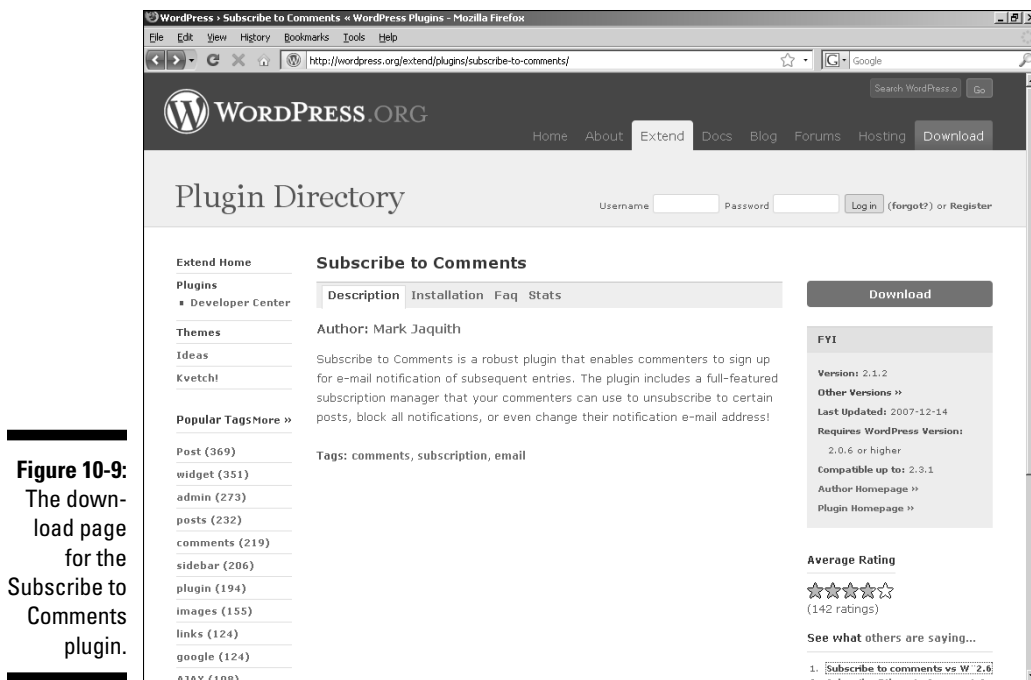 WordPress › Subscribe to Comments « WordPress Plugins - Mozilla Firefox
File Edit View History Bookmarks Tools Help
http://wordpress.org/extend/plugins/subscribe-to-comments/
G Google
WORDPRESS.ORG
Search WordPress.o Go
Home About Extend Docs Blog Forums Hosting Download
Plugin Directory
Username Password Log in (forgot?) or Register
Extend Home
Plugins
Developer Center
Themes
Ideas
Kvetch!
Popular Tags More »
Post (369)
widget (351)
admin (273)
posts (232)
comments (219)
sidebar (206)
plugin (194)
images (155)
links (124)
google (124)
AJAX (108)
Subscribe to Comments
Description Installation Faq Stats
Author: Mark Jaquith
Subscribe to Comments is a robust plugin that enables commenters to sign up
for e-mail notification of subsequent entries. The plugin includes a full-featured
subscription manager that your commenters can use to unsubscribe to certain
posts, block all notifications, or even change their notification e-mail address!
Tags: comments, subscription, email
Download
FYI
Version: 2.1.2
Other Versions »
Last Updated: 2007-12-14
Requires WordPress Version:
2.0.6 or higher
Compatible up to: 2.3.1
Author Homepage »
Plugin Homepage »
Average Rating
(142 ratings)
See what others are saying...
1. Subscribe to comments vs W 2.6
Figure 10-9:
The down-
load page
for the
Subscribe to
Comments
plugin.